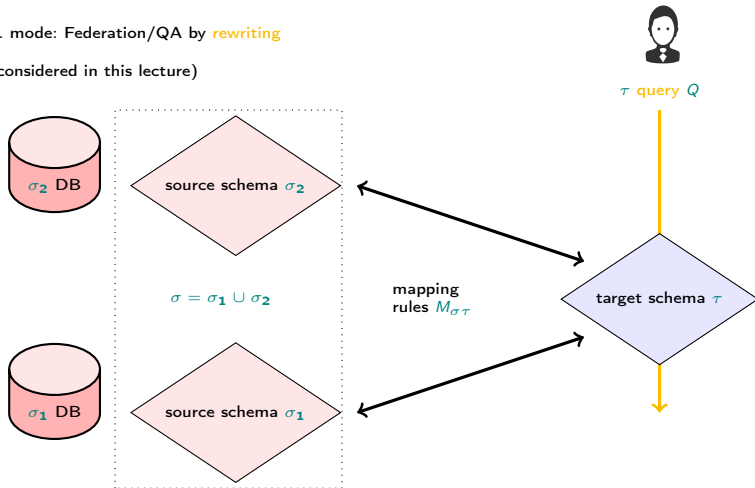 . mode: Federation/QA by rewriting
considered in this lecture)
τ query Q
σ₂ DB
source schema σ₂
σ = σ₁ ∪ σ₂
mapping
rules M_στ
target schema τ
σ₁ DB
source schema σ₁